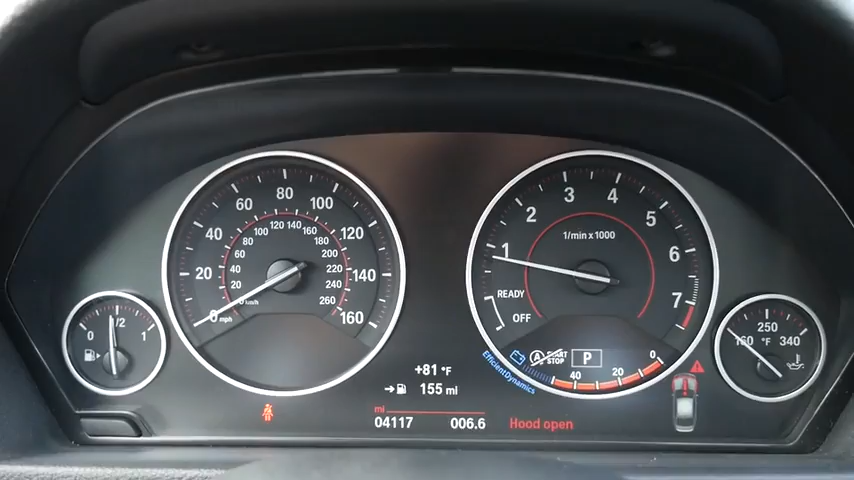 0 1/2 1
0 20 40 60 80 100 120 140 160
mph
0 20 40 60 80 100 120 140 160 180 200 220 240 260
km/h
1 2 3 4 5 6 7
1/min x 1000
READY
OFF
A START
STOP
P
EfficientDynamics
40 20 0
160 250 340
°F
+81 °F
155 mi
mi
04117 006.6
Hood open